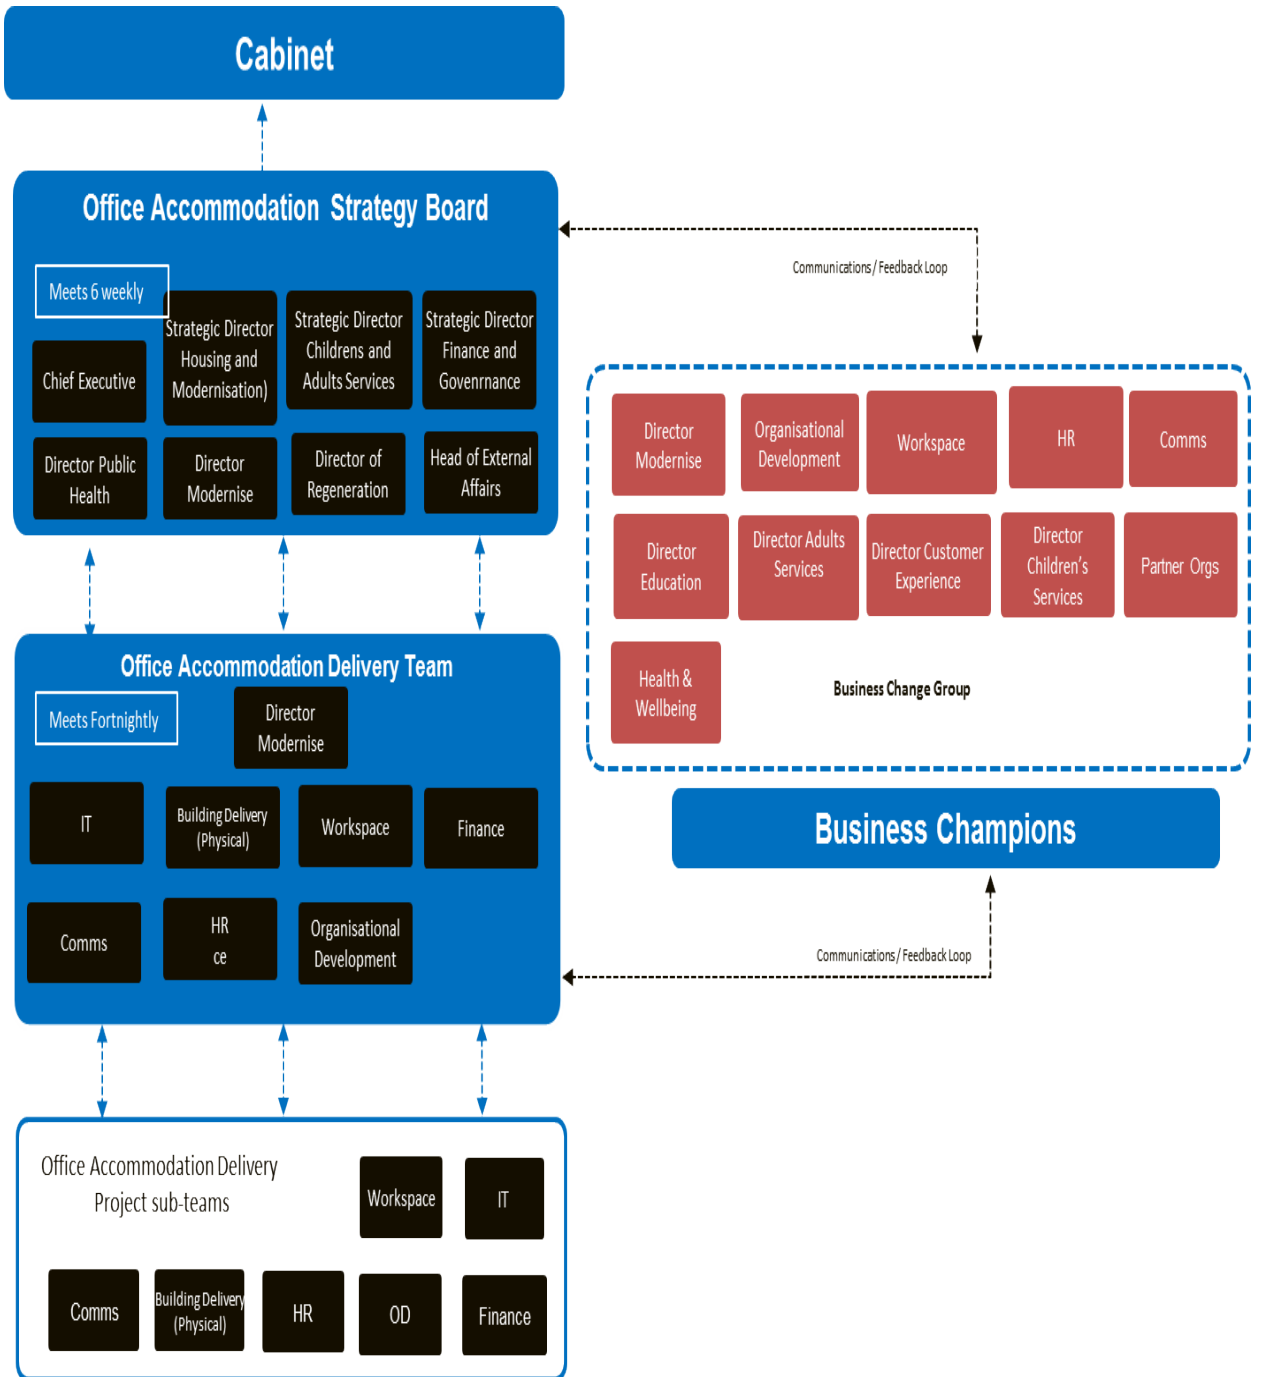 Cabinet
Office Accommodation Strategy Board
Meets 6 weekly
Chief Executive
Strategic Director
Housing and
Modernisation)
Strategic Director
Childrens and
Adults Services
Strategic Director
Finance and
Govenrnance
Director Public
Health
Director
Modernise
Director of
Regeneration
Head of External
Affairs
Communications / Feedback Loop
Director
Modernise
Organisational
Development
Workspace
HR
Comms
Director
Education
Director Adults
Services
Director Customer
Experience
Director
Children's
Services
Partner Orgs
Health &
Wellbeing
Business Change Group
Office Accommodation Delivery Team
Meets Fortnightly
Director
Modernise
IT
Building Delivery
(Physical)
Workspace
Finance
Comms
HR
ce
Organisational
Development
Business Champions
Communications / Feedback Loop
Office Accommodation Delivery
Project sub-teams
Workspace
IT
Comms
Building Delivery
(Physical)
HR
OD
Finance